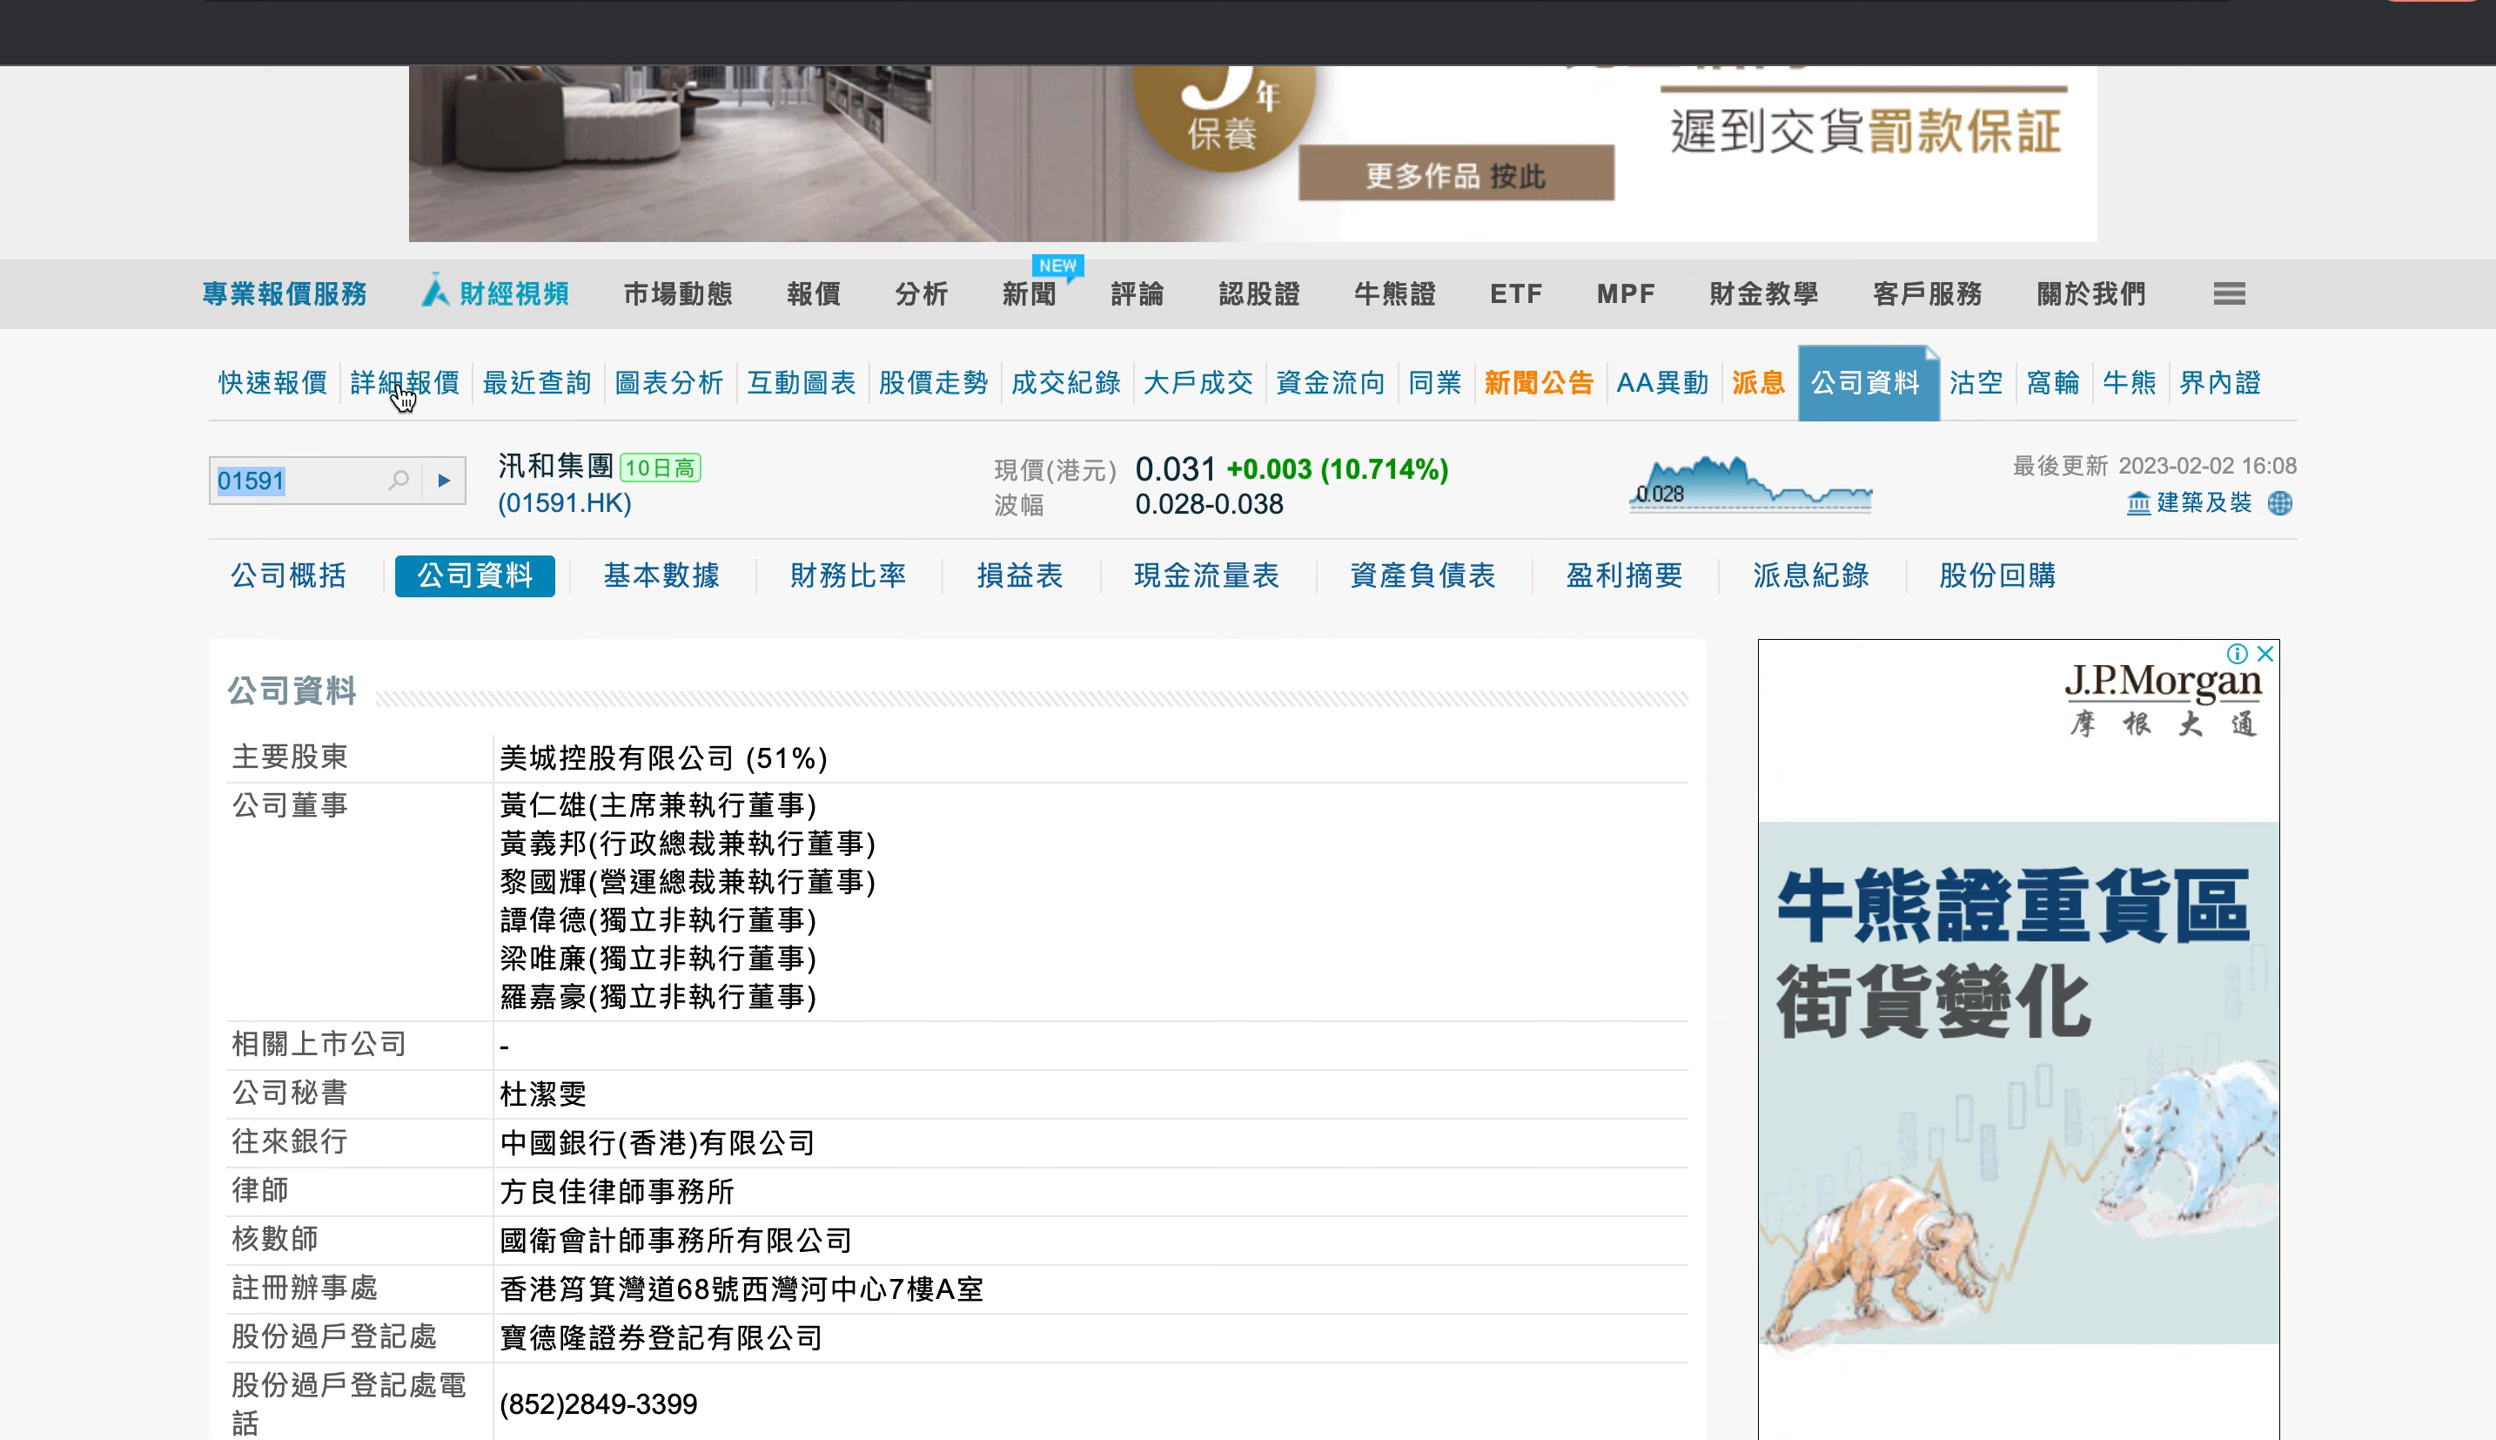 年
保養
遲到交貨罰款保証
更多作品 按此
NEW
專業報價服務 財經視頻 市場動態 報價 分析 新聞 評論 認股證 牛熊證 ETF MPF 財金教學 客戶服務 關於我們
快速報價 詳細報價 最近查詢 圖表分析 互動圖表 股價走勢 成交紀錄 大戶成交 資金流向 同業 新聞公告 AA異動 派息 公司資料 沽空 窩輪 牛熊 界內證
01591
汛和集團 10日高
(01591.HK)
現價(港元) 0.031 +0.003 (10.714%)
波幅 0.028-0.038
0.028
最後更新 2023-02-02 16:08
建築及裝
公司概括 公司資料 基本數據 財務比率 損益表 現金流量表 資產負債表 盈利摘要 派息紀錄 股份回購
公司資料
主要股東 美城控股有限公司 (51%)
公司董事 黃仁雄(主席兼執行董事)
黃義邦(行政總裁兼執行董事)
黎國輝(營運總裁兼執行董事)
譚偉德(獨立非執行董事)
梁唯廉(獨立非執行董事)
羅嘉豪(獨立非執行董事)
相關上市公司 -
公司秘書 杜潔雯
往來銀行 中國銀行(香港)有限公司
律師 方良佳律師事務所
核數師 國衛會計師事務所有限公司
註冊辦事處 香港筲箕灣道68號西灣河中心7樓A室
股份過戶登記處 寶德隆證券登記有限公司
股份過戶登記處電
話 (852)2849-3399
J.P.Morgan
摩根大通
牛熊證重貨區
街貨變化